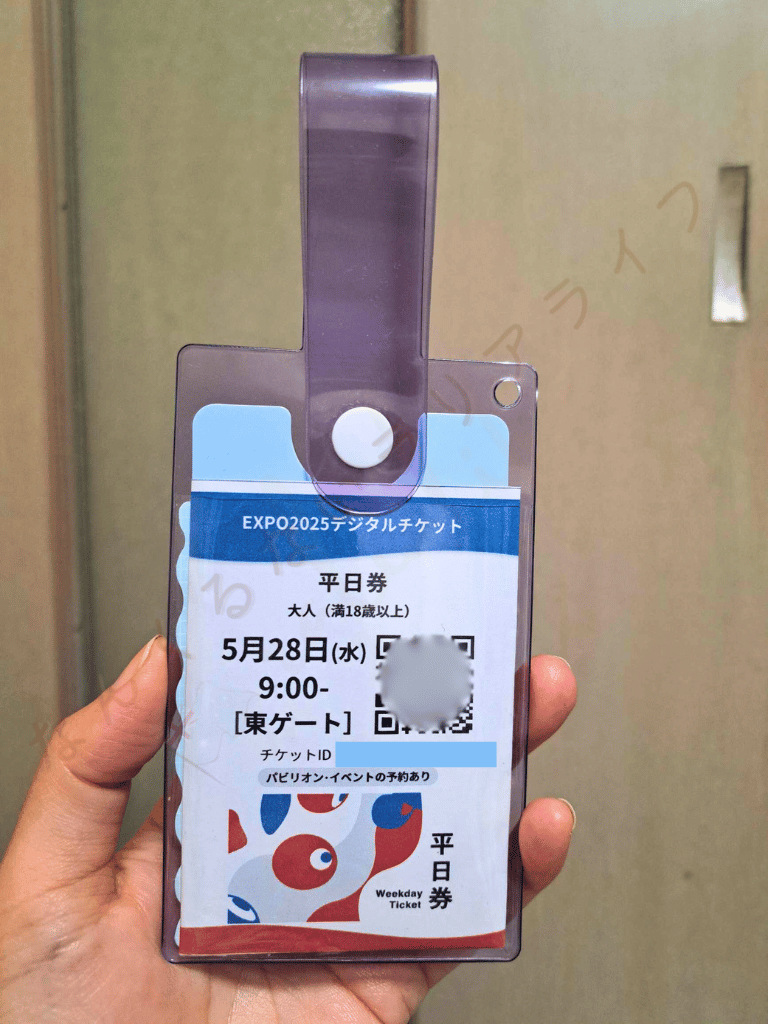 EXPO2025デジタルチケット
平日券
大人（満18歳以上）
5月28日(水)
9:00-
［東ゲート］
チケットID
パビリオン･イベントの予約あり
平日券
Weekday
Ticket